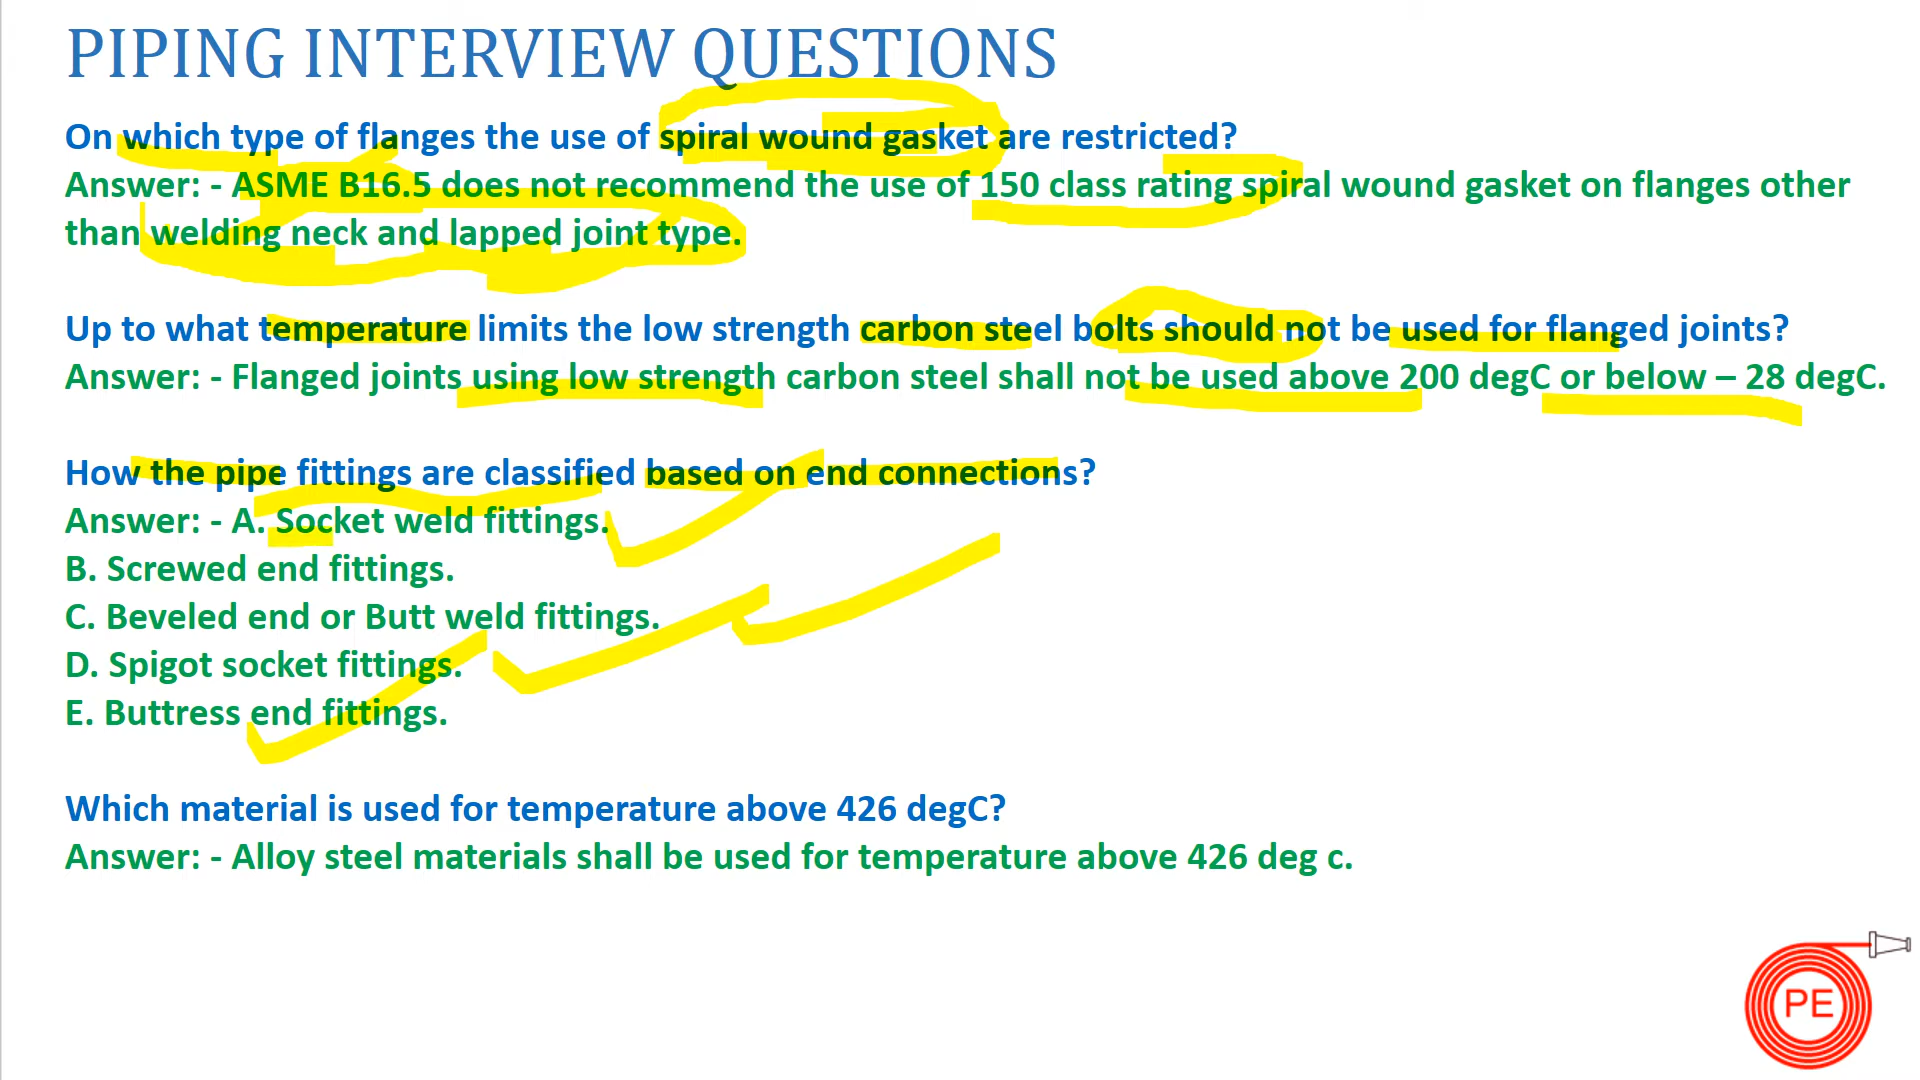 PIPING INTERVIEW QUESTIONS
On which type of flanges the use of spiral wound gasket are restricted?
Answer: - ASME B16.5 does not recommend the use of 150 class rating spiral wound gasket on flanges other
than welding neck and lapped joint type.
Up to what temperature limits the low strength carbon steel bolts should not be used for flanged joints?
Answer: - Flanged joints using low strength carbon steel shall not be used above 200 degC or below – 28 degC.
How the pipe fittings are classified based on end connections?
Answer: - A. Socket weld fittings.
B. Screwed end fittings.
C. Beveled end or Butt weld fittings.
D. Spigot socket fittings.
E. Buttress end fittings.
Which material is used for temperature above 426 degC?
Answer: - Alloy steel materials shall be used for temperature above 426 deg c.
PE